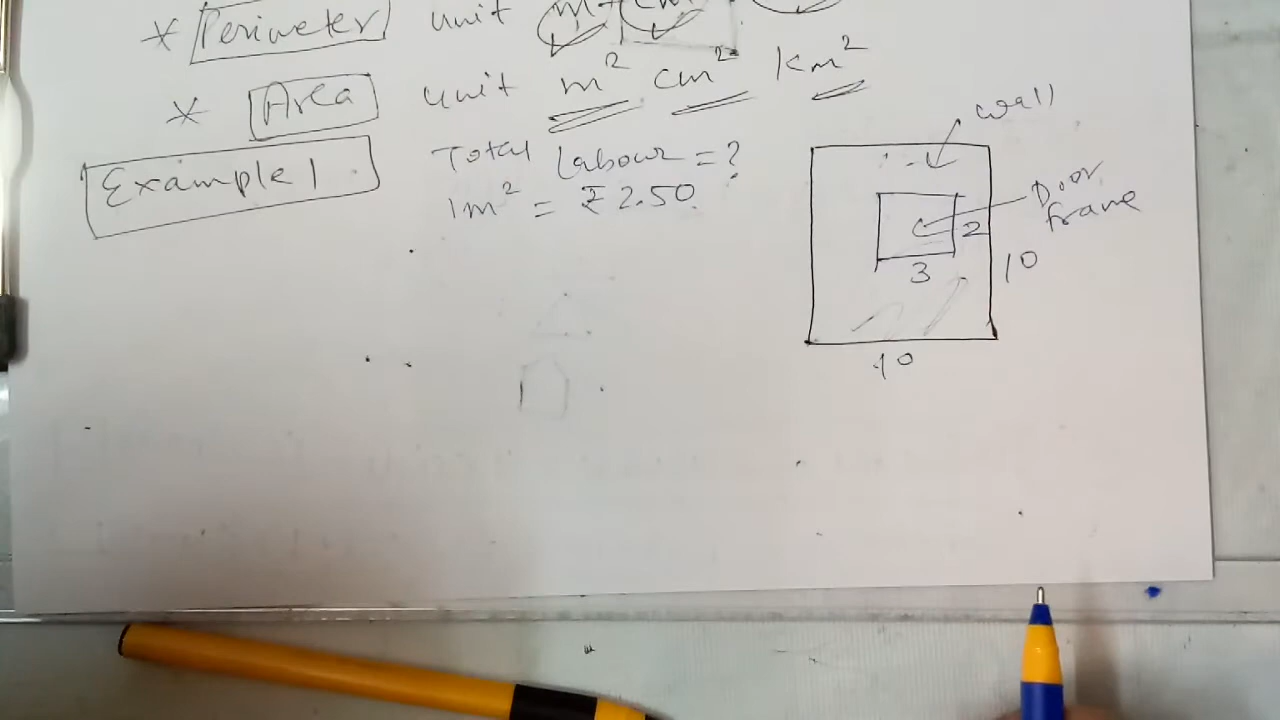 * Perimeter unit m cm
* Area unit m² cm² km²
Example 1 Total Labour = ?
1m² = ₹2.50
wall
Door
frame
2
3
10
10